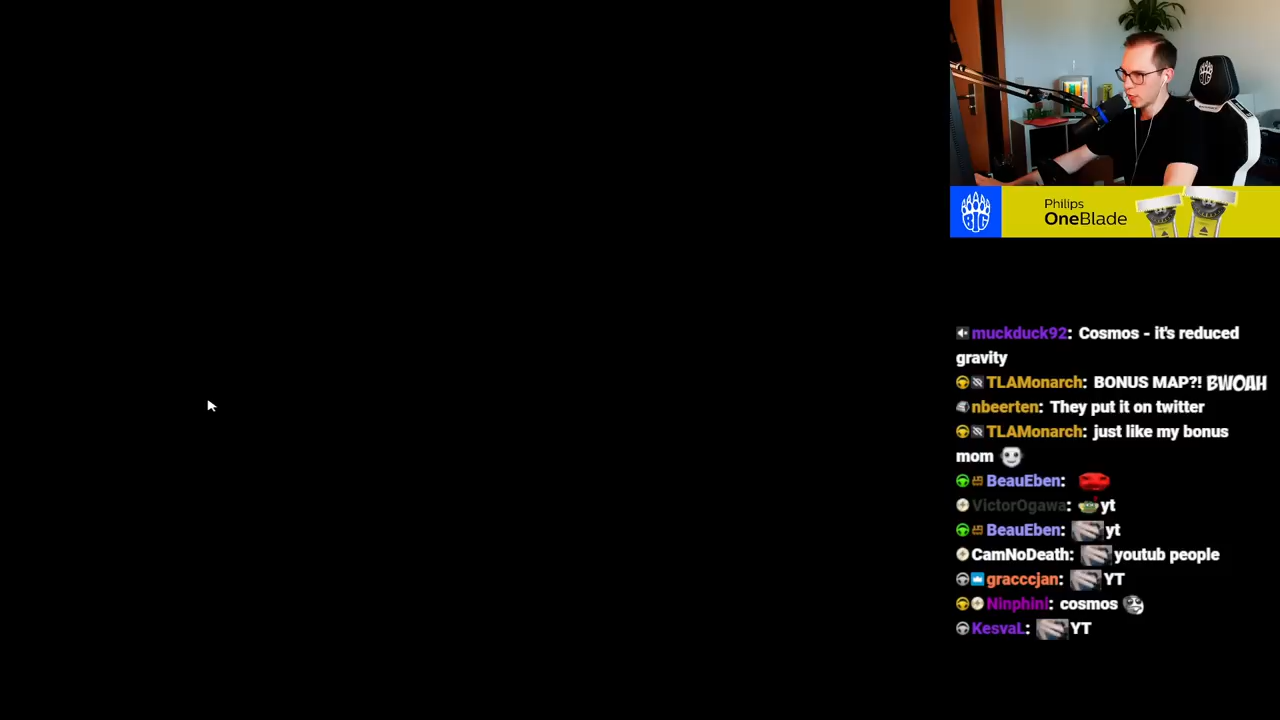 BIG
Philips
OneBlade
muckduck92: Cosmos - it's reduced
gravity
TLAMonarch: BONUS MAP?! BWOAH
nbeerten: They put it on twitter
TLAMonarch: just like my bonus
mom
BeauEben:
VictorOgawa: yt
BeauEben: yt
CamNoDeath: youtub people
gracccjan: YT
Ninphini: cosmos
KesvaL: YT